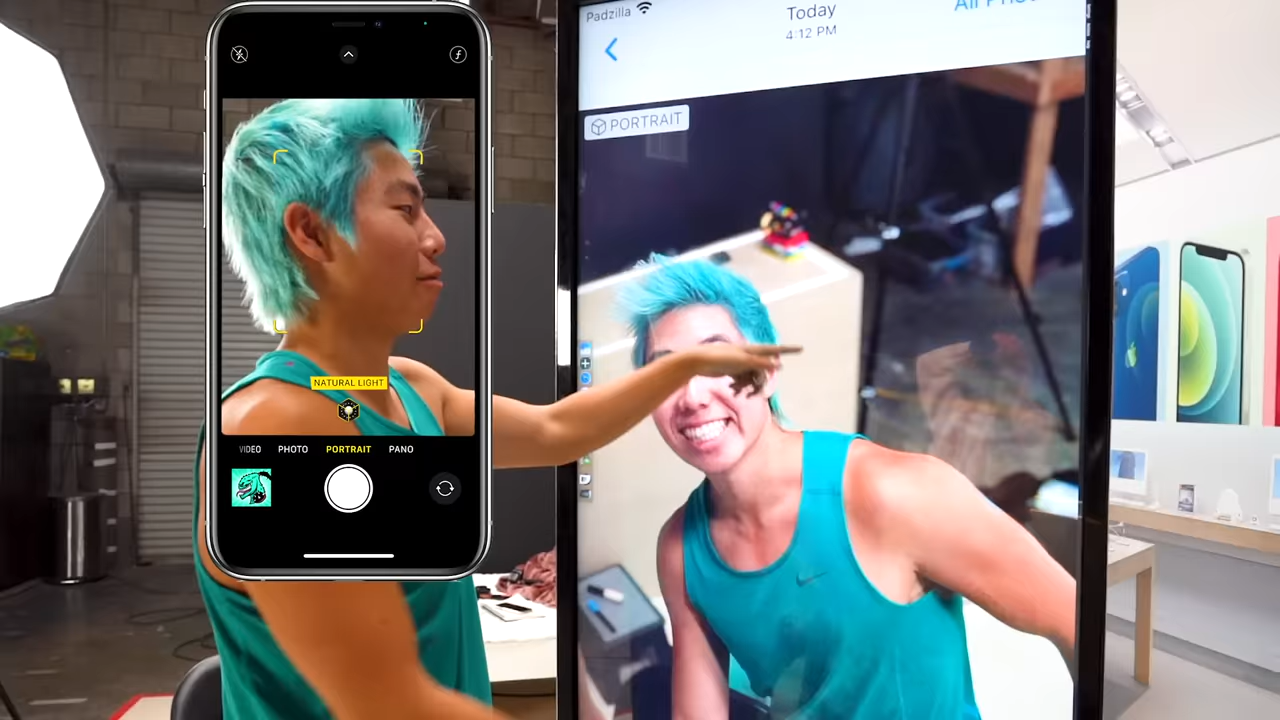 NATURAL LIGHT
VIDEO PHOTO PORTRAIT PANO
Padzilla
Today
4:12 PM
PORTRAIT